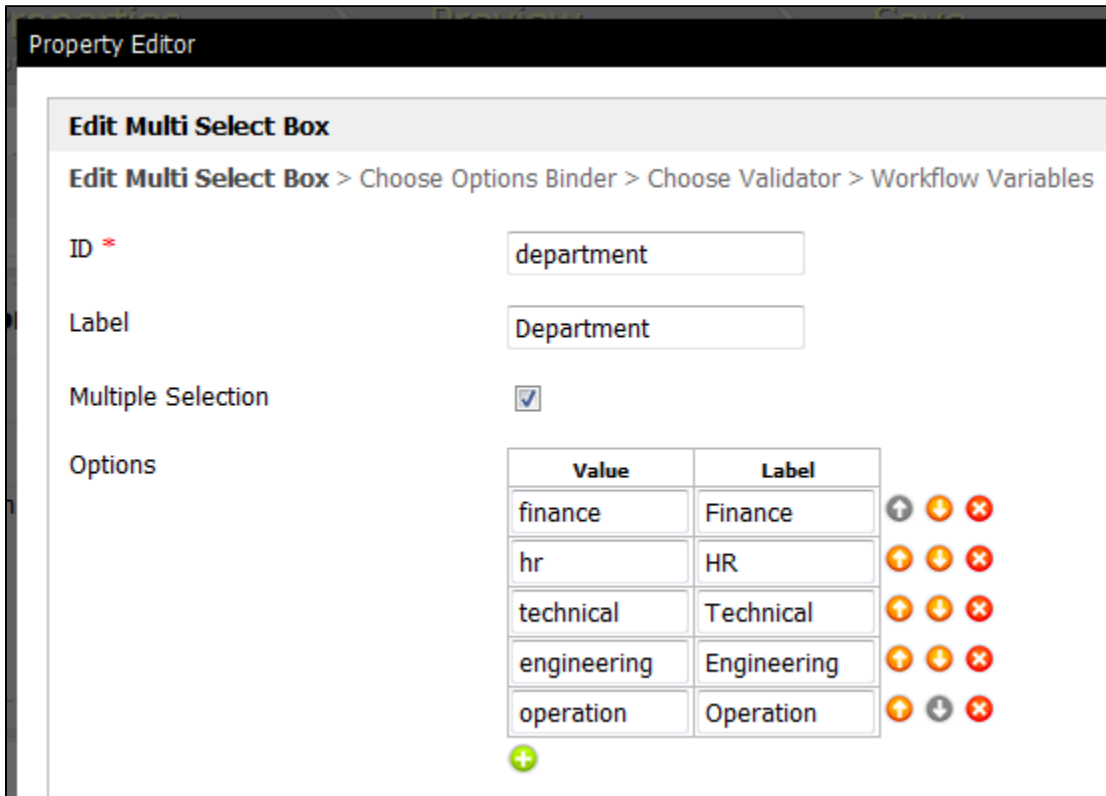 Property Editor
Edit Multi Select Box
Edit Multi Select Box > Choose Options Binder > Choose Validator > Workflow Variables
ID *
department
Label
Department
Multiple Selection
Options
Value Label
finance Finance
hr HR
technical Technical
engineering Engineering
operation Operation